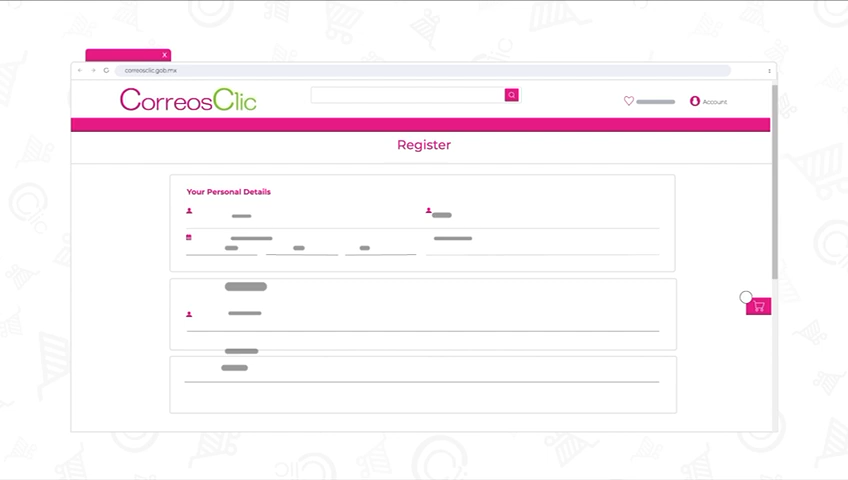 x
correosclic.gob.mx
CorreosClic
Account
Register
Your Personal Details